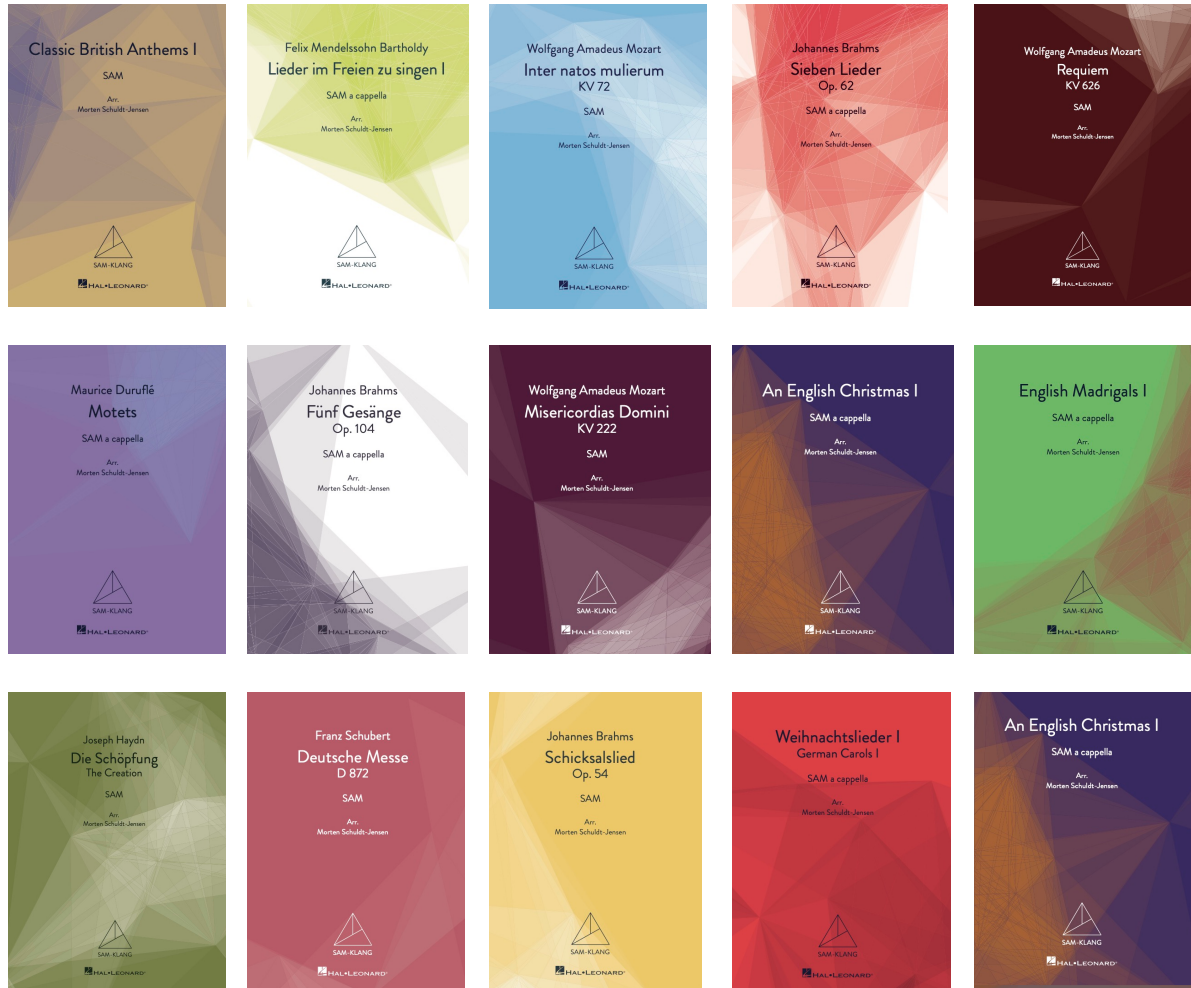 Classic British Anthems I
SAM
Arr.
Morten Schuldt-Jensen
SAM-KLANG
HAL•LEONARD®
Felix Mendelssohn Bartholdy
Lieder im Freien zu singen I
SAM a cappella
Arr.
Morten Schuldt-Jensen
SAM-KLANG
HAL•LEONARD®
Wolfgang Amadeus Mozart
Inter natos mulierum
KV 72
SAM
Arr.
Morten Schuldt-Jensen
SAM-KLANG
HAL•LEONARD®
Johannes Brahms
Sieben Lieder
Op. 62
SAM a cappella
Arr.
Morten Schuldt-Jensen
SAM-KLANG
HAL•LEONARD®
Wolfgang Amadeus Mozart
Requiem
KV 626
SAM
Arr.
Morten Schuldt-Jensen
SAM-KLANG
HAL•LEONARD®
Maurice Duruflé
Motets
SAM a cappella
Arr.
Morten Schuldt-Jensen
SAM-KLANG
HAL•LEONARD®
Johannes Brahms
Fünf Gesänge
Op. 104
SAM a cappella
Arr.
Morten Schuldt-Jensen
SAM-KLANG
HAL•LEONARD®
Wolfgang Amadeus Mozart
Misericordias Domini
KV 222
SAM
Arr.
Morten Schuldt-Jensen
SAM-KLANG
HAL•LEONARD®
An English Christmas I
SAM a cappella
Arr.
Morten Schuldt-Jensen
SAM-KLANG
HAL•LEONARD®
English Madrigals I
SAM a cappella
Arr.
Morten Schuldt-Jensen
SAM-KLANG
HAL•LEONARD®
Joseph Haydn
Die Schöpfung
The Creation
SAM
Arr.
Morten Schuldt-Jensen
SAM-KLANG
HAL•LEONARD®
Franz Schubert
Deutsche Messe
D 872
SAM
Arr.
Morten Schuldt-Jensen
SAM-KLANG
HAL•LEONARD®
Johannes Brahms
Schicksalslied
Op. 54
SAM
Arr.
Morten Schuldt-Jensen
SAM-KLANG
HAL•LEONARD®
Weihnachtslieder I
German Carols I
SAM a cappella
Arr.
Morten Schuldt-Jensen
SAM-KLANG
HAL•LEONARD®
An English Christmas I
SAM a cappella
Arr.
Morten Schuldt-Jensen
SAM-KLANG
HAL•LEONARD®